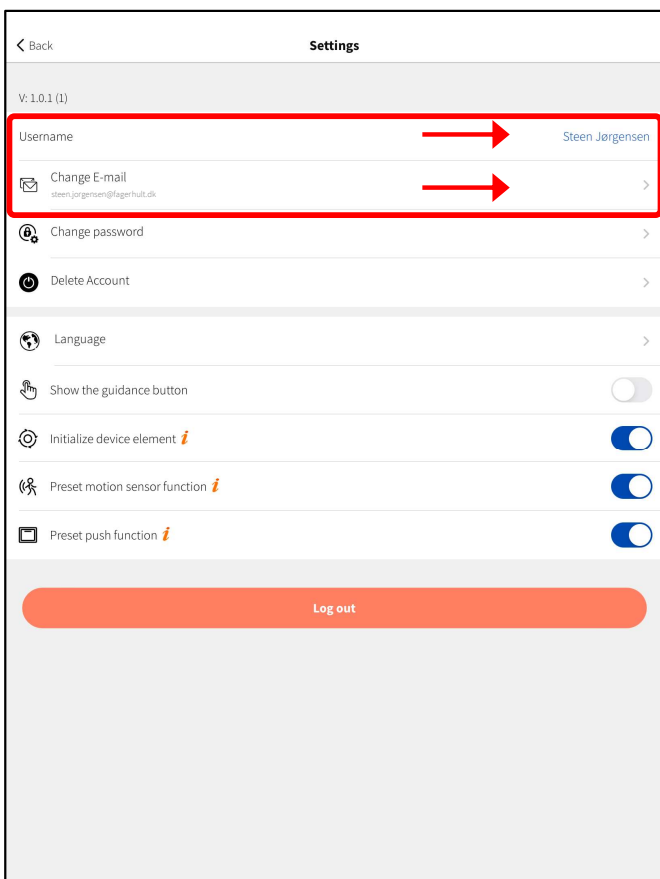 Back
Settings
V: 1.0.1 (1)
Username
Steen Jørgensen
Change E-mail
steen.jorgensen@fagerhult.dk
Change password
Delete Account
Language
Show the guidance button
Initialize device element i
Preset motion sensor function i
Preset push function i
Log out